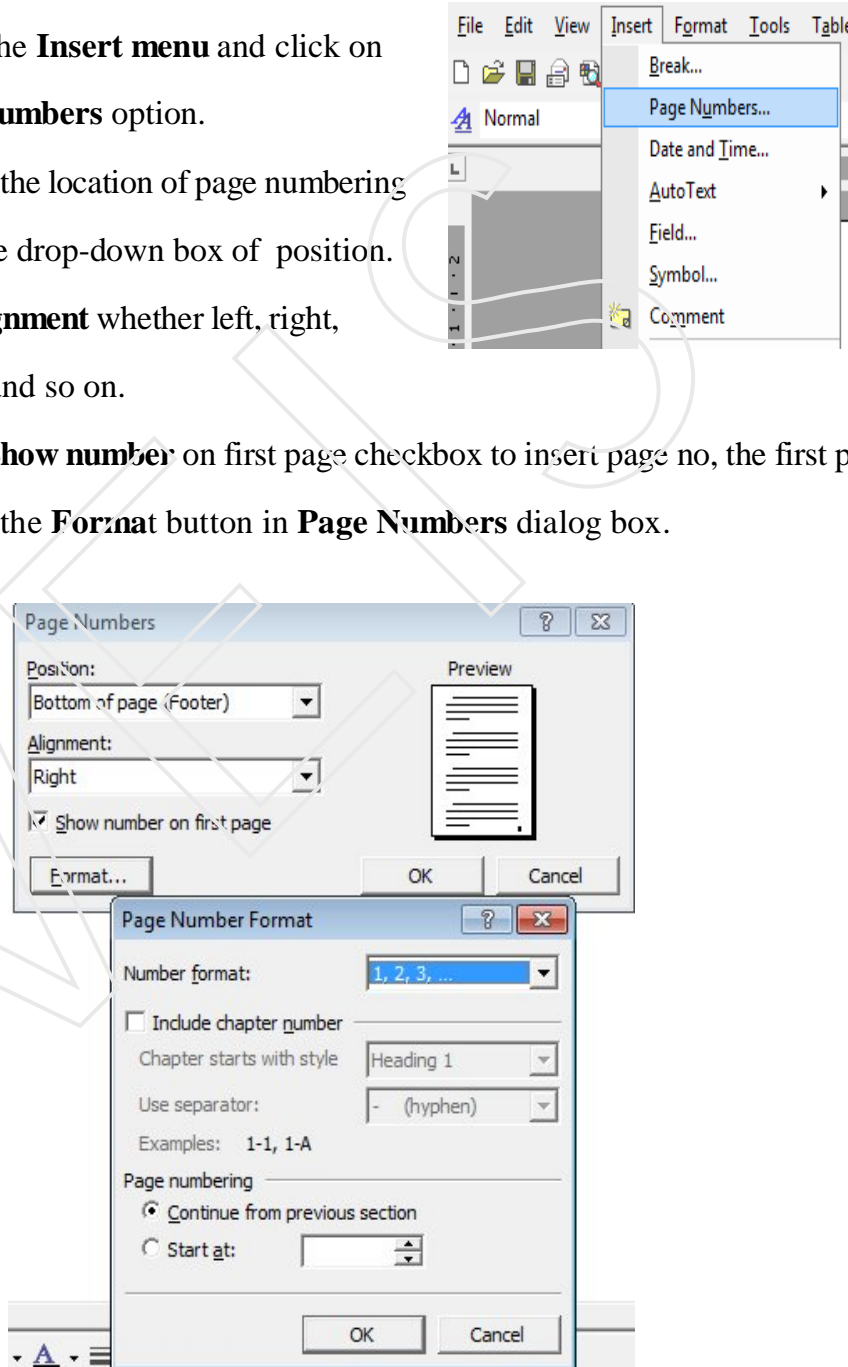 he Insert menu and click on
umbers option.
the location of page numbering
e drop-down box of position.
gnment whether left, right,
and so on.
how number on first page checkbox to insert page no, the first p
the Format button in Page Numbers dialog box.
File Edit View Insert Format Tools Table
Normal
Break...
Page Numbers...
Date and Time...
AutoText
Field...
Symbol...
Comment
L
2
1
1
Page Numbers
Position:
Preview
Bottom of page (Footer)
Alignment:
Right
Show number on first page
Format...
OK
Cancel
Page Number Format
Number format:
1, 2, 3, ...
Include chapter number
Chapter starts with style
Heading 1
Use separator:
- (hyphen)
Examples: 1-1, 1-A
Page numbering
Continue from previous section
Start at:
OK
Cancel
A
VELS